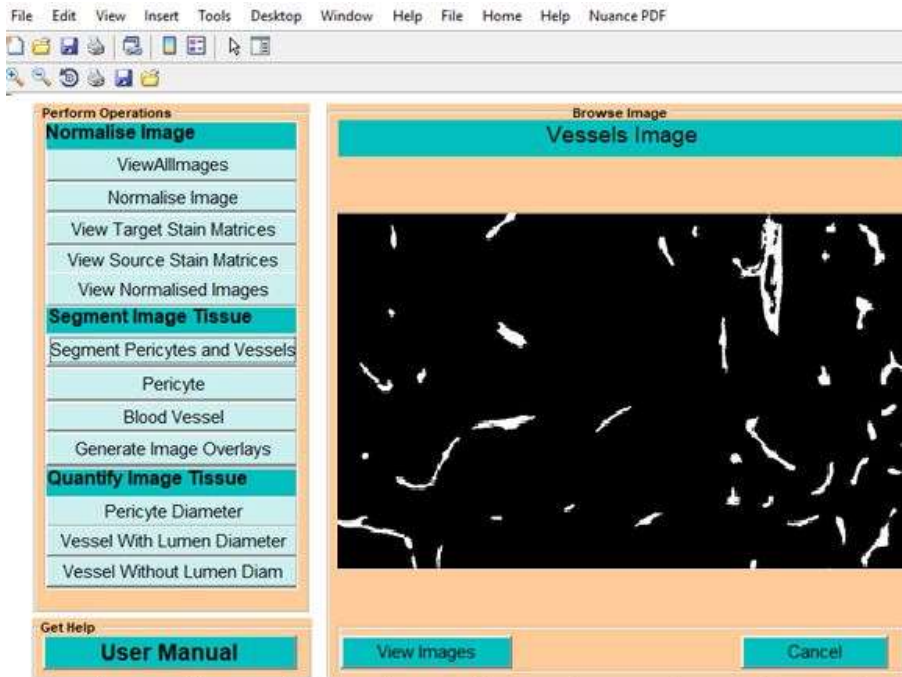 File Edit View Insert Tools Desktop Window Help File Home Help Nuance PDF
Perform Operations
Normalise Image
ViewAllImages
Normalise Image
View Target Stain Matrices
View Source Stain Matrices
View Normalised Images
Segment Image Tissue
Segment Pericytes and Vessels
Pericyte
Blood Vessel
Generate Image Overlays
Quantify Image Tissue
Pericyte Diameter
Vessel With Lumen Diameter
Vessel Without Lumen Diam
Get Help
User Manual
Browse Image
Vessels Image
View Images
Cancel